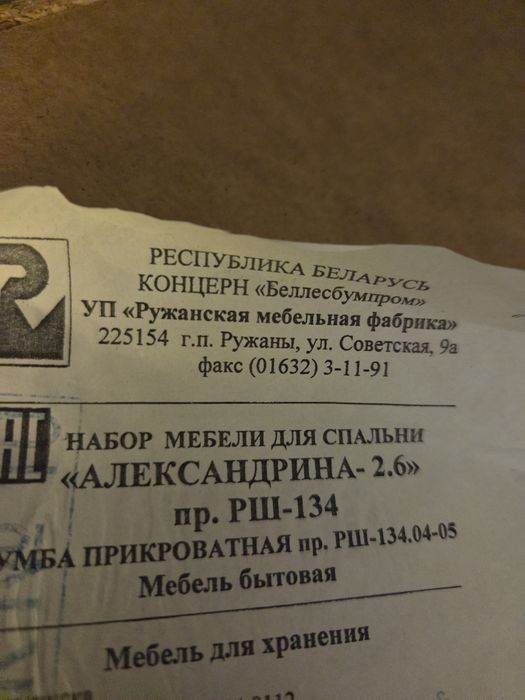 РЕСПУБЛИКА БЕЛАРУСЬ
КОНЦЕРН «Беллесбумпром»
УП «Ружанская мебельная фабрика»
225154 г.п. Ружаны, ул. Советская, 9а
факс (01632) 3-11-91
НАБОР МЕБЕЛИ ДЛЯ СПАЛЬНИ
«АЛЕКСАНДРИНА- 2.6»
пр. РШ-134
УМБА ПРИКРОВАТНАЯ пр. РШ-134.04-05
Мебель бытовая
Мебель для хранения